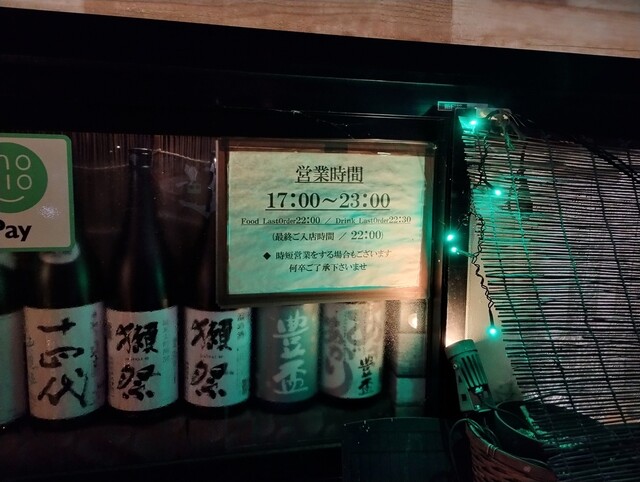 営業時間
17:00～23:00
Food LastOrder22:00 / Drink LastOrder22:30
(最終ご入店時間 / 22:00)
◆ 時短営業をする場合もございます
何卒ご了承下さいませ
Pay
十四代
獺祭
獺祭
豊盃
豊盃